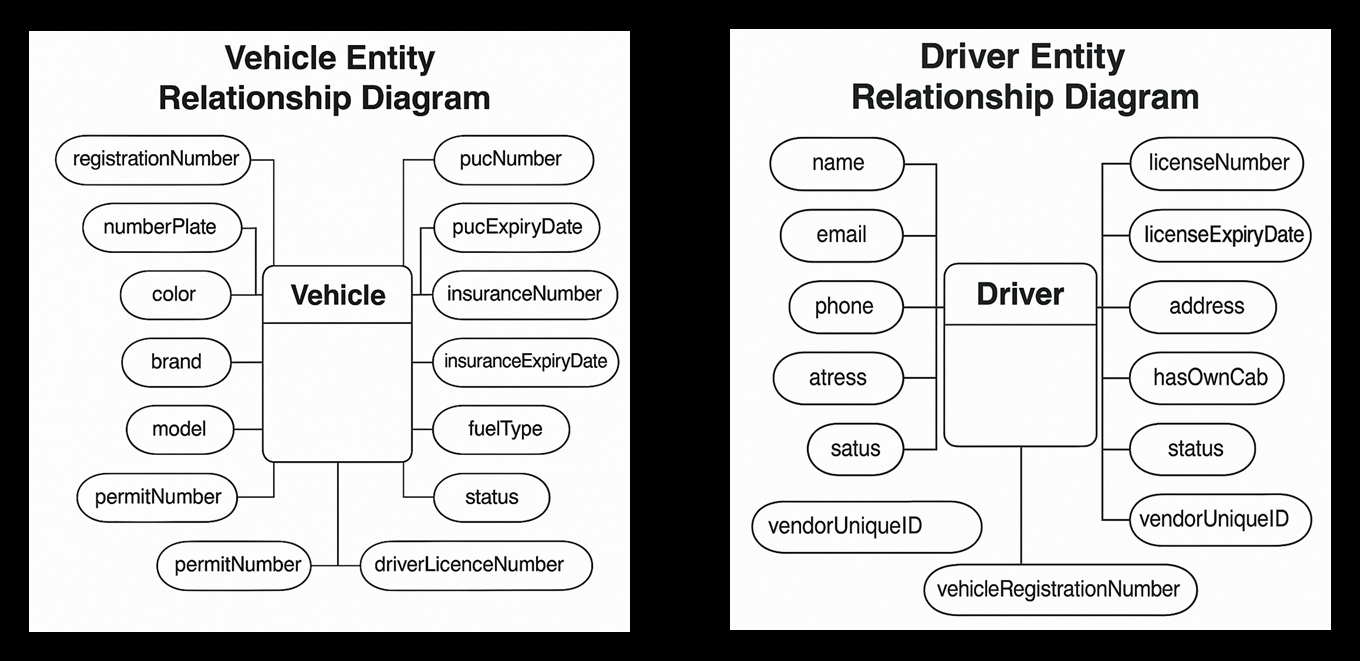 Vehicle Entity
Relationship Diagram
registrationNumber
pucNumber
numberPlate
pucExpiryDate
color
Vehicle
insuranceNumber
brand
insuranceExpiryDate
model
fuelType
permitNumber
status
permitNumber
driverLicenceNumber
Driver Entity
Relationship Diagram
name
licenseNumber
email
licenseExpiryDate
phone
Driver
address
atress
hasOwnCab
satus
status
vendorUniqueID
vendorUniqueID
vehicleRegistrationNumber